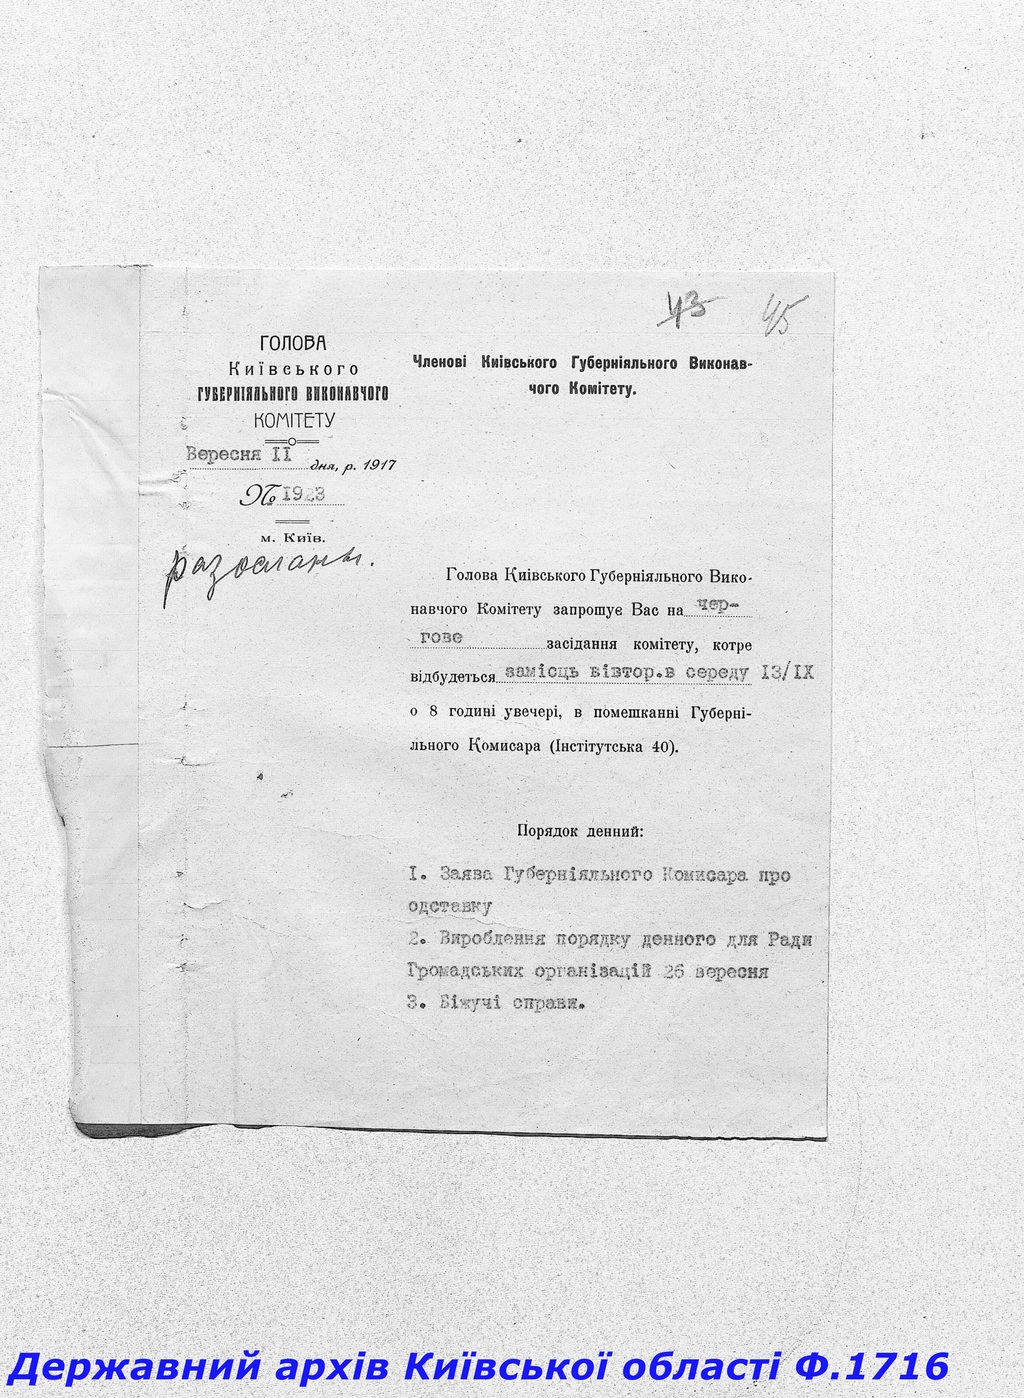 43 45
ГОЛОВА
Київського
ГУБЕРНІЯЛЬНОГО ВИКОНАВЧОГО
КОМІТЕТУ
Вересня II дня, р. 1917
№ 1923
м. Київ.
разосланы.
Членові Київського Губерніяльного Виконав-
чого Комітету.
Голова Київського Губерніяльного Вико-
навчого Комітету запрошує Вас на чер-
гове засідання комітету, котре
відбудеться замісць вівтор.в середу I3/IX
о 8 годині увечері, в помешканні Губерні-
льного Комисара (Інстітутська 40).
Порядок денний:
I. Заява Губерніяльного Комисара про
одставку
2. Вироблення порядку денного для Ради
Громадських організацій 26 вересня
3. Біжучі справи.
Державний архів Київської області Ф.1716